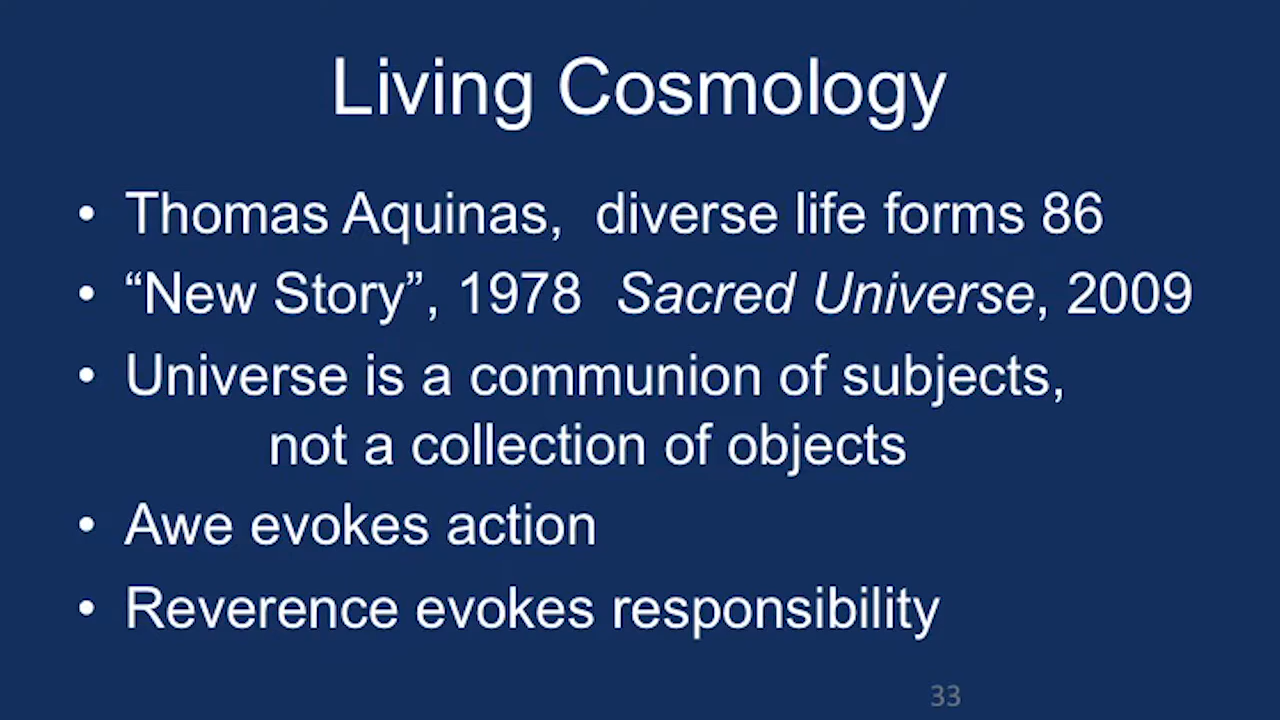 Living Cosmology
• Thomas Aquinas,  diverse life forms 86
• “New Story”, 1978  Sacred Universe, 2009
• Universe is a communion of subjects,
not a collection of objects
• Awe evokes action
• Reverence evokes responsibility
33